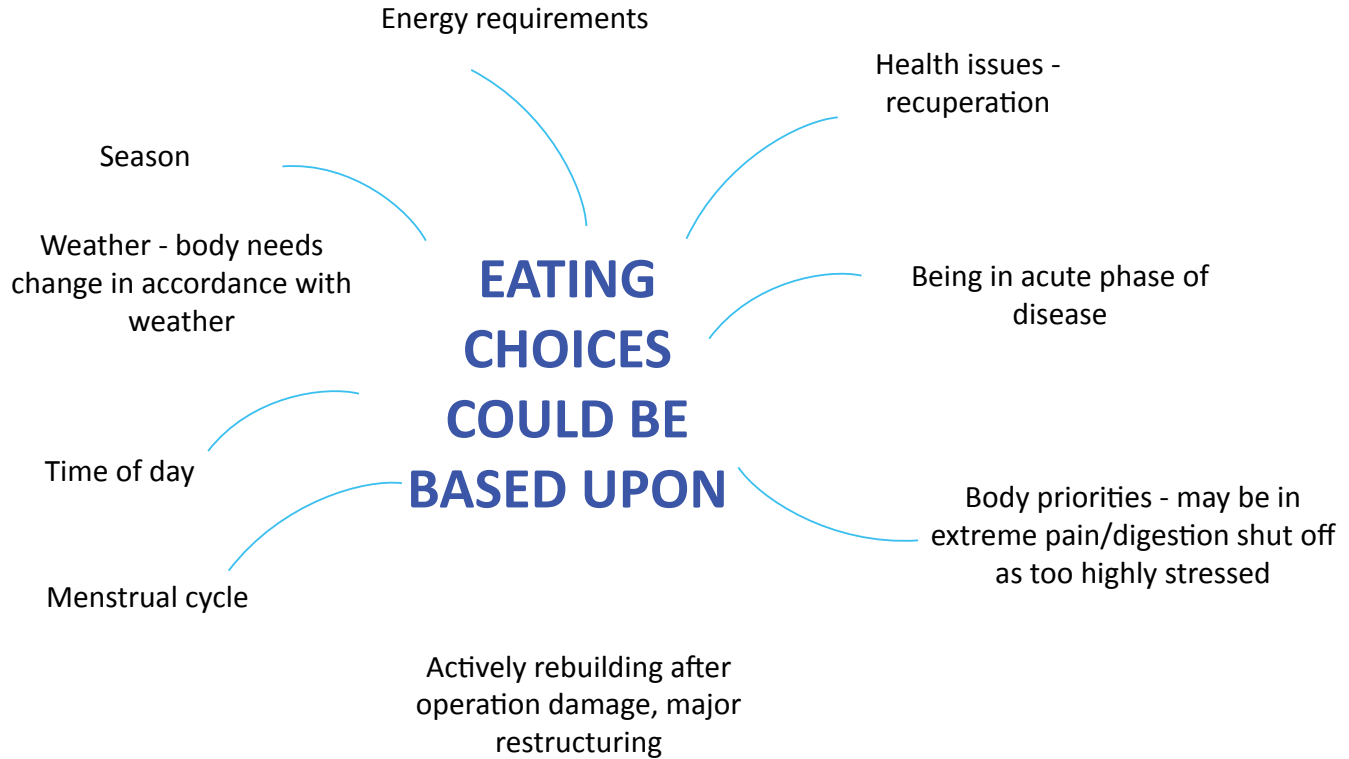 Energy requirements
Health issues -
recuperation
Season
Weather - body needs
change in accordance with
weather
EATING
CHOICES
COULD BE
BASED UPON
Being in acute phase of
disease
Time of day
Body priorities - may be in
extreme pain/digestion shut off
as too highly stressed
Menstrual cycle
Actively rebuilding after
operation damage, major
restructuring